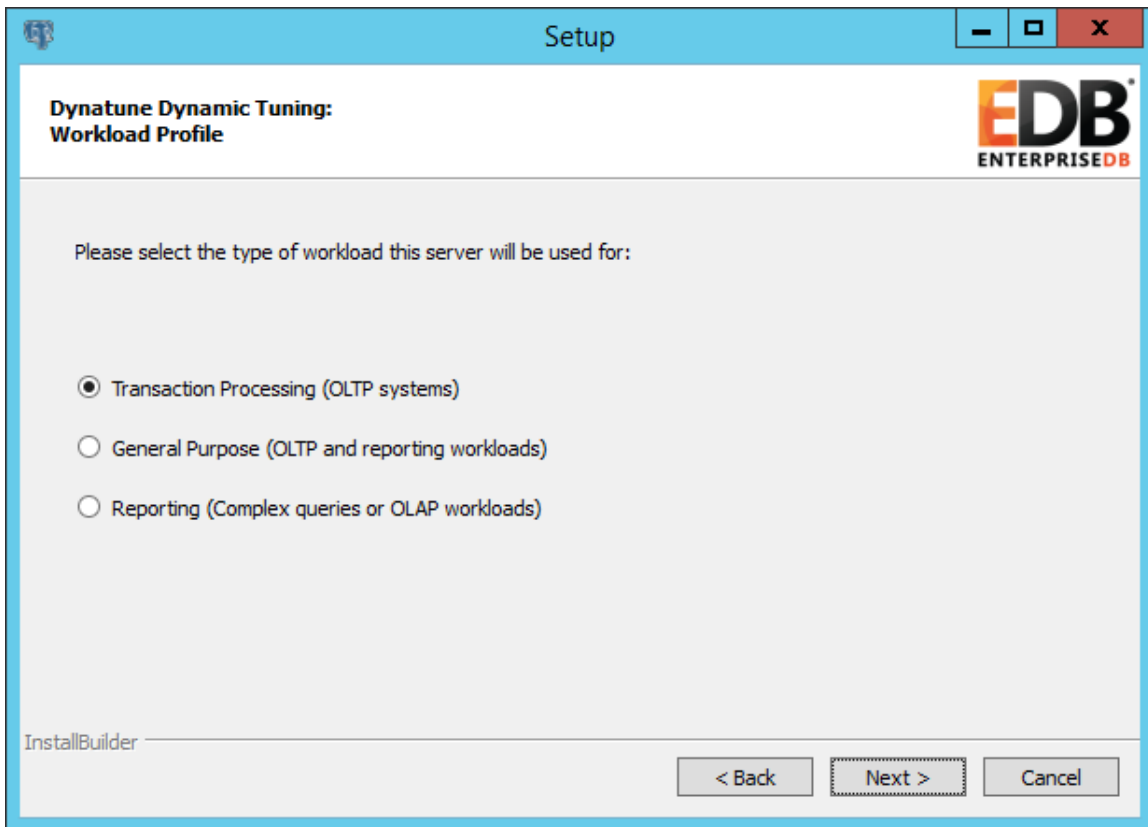 Setup
Dynatune Dynamic Tuning:
Workload Profile
EDB
ENTERPRISEDB
Please select the type of workload this server will be used for:
Transaction Processing (OLTP systems)
General Purpose (OLTP and reporting workloads)
Reporting (Complex queries or OLAP workloads)
InstallBuilder
< Back
Next >
Cancel